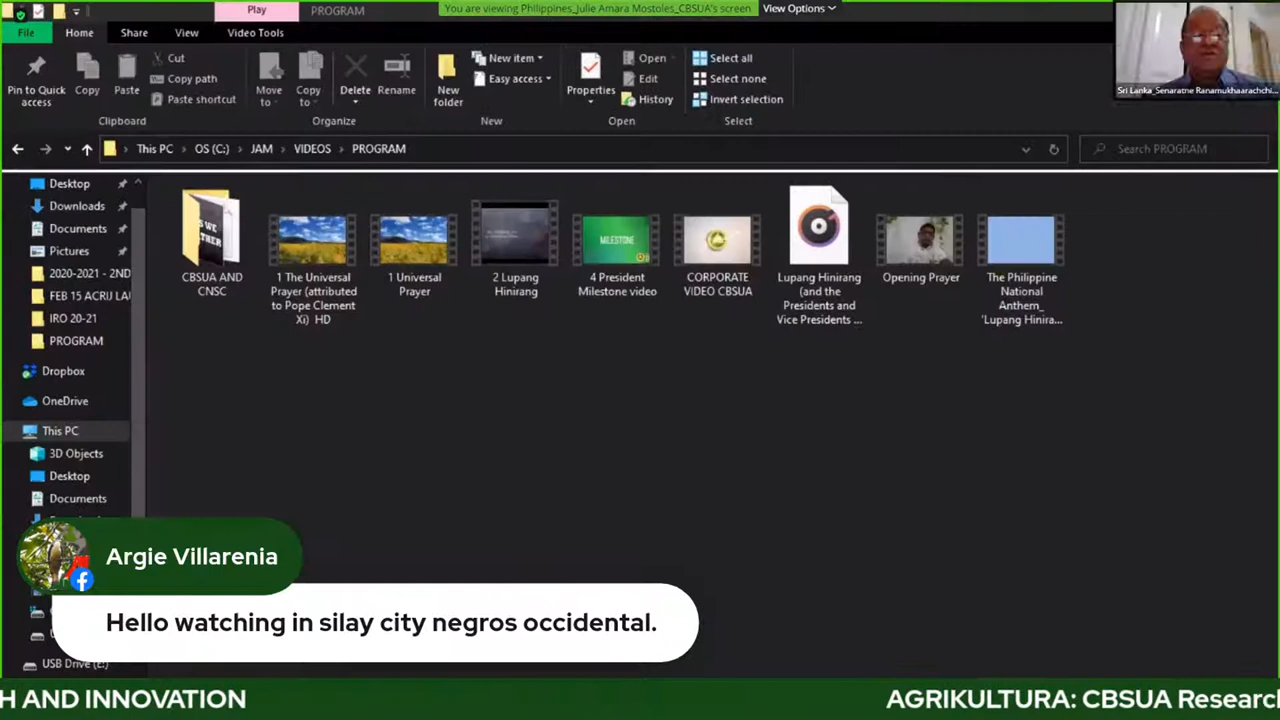 Play
PROGRAM
You are viewing Philippines_Julie Amara Mostoles_CBSUA's screen
View Options
File
Home
Share
View
Video Tools
Sri Lanka_Senaratne Ranamukhaarachchi...
Pin to Quick access
Copy
Paste
Cut
Copy path
Paste shortcut
Clipboard
Move to
Copy to
Delete
Rename
Organize
New folder
New item
Easy access
New
Properties
Open
Edit
History
Open
Select all
Select none
Invert selection
Select
This PC
OS (C:)
JAM
VIDEOS
PROGRAM
Search PROGRAM
Desktop
Downloads
Documents
Pictures
2020-2021 - 2ND
FEB 15 ACRIJ LAU
IRO 20-21
PROGRAM
Dropbox
OneDrive
This PC
3D Objects
Desktop
Documents
USB Drive (E:)
CBSUA AND
CNSC
1 The Universal
Prayer (attributed
to Pope Clement
Xi) HD
1 Universal
Prayer
2 Lupang
Hinirang
MILESTONE
4 President
Milestone video
CORPORATE
VIDEO CBSUA
Lupang Hinirang
(and the
Presidents and
Vice Presidents ...
Opening Prayer
The Philippine
National
Anthem_
'Lupang Hinira...
Argie Villarenia
Hello watching in silay city negros occidental.
H AND INNOVATION
AGRIKULTURA: CBSUA Research